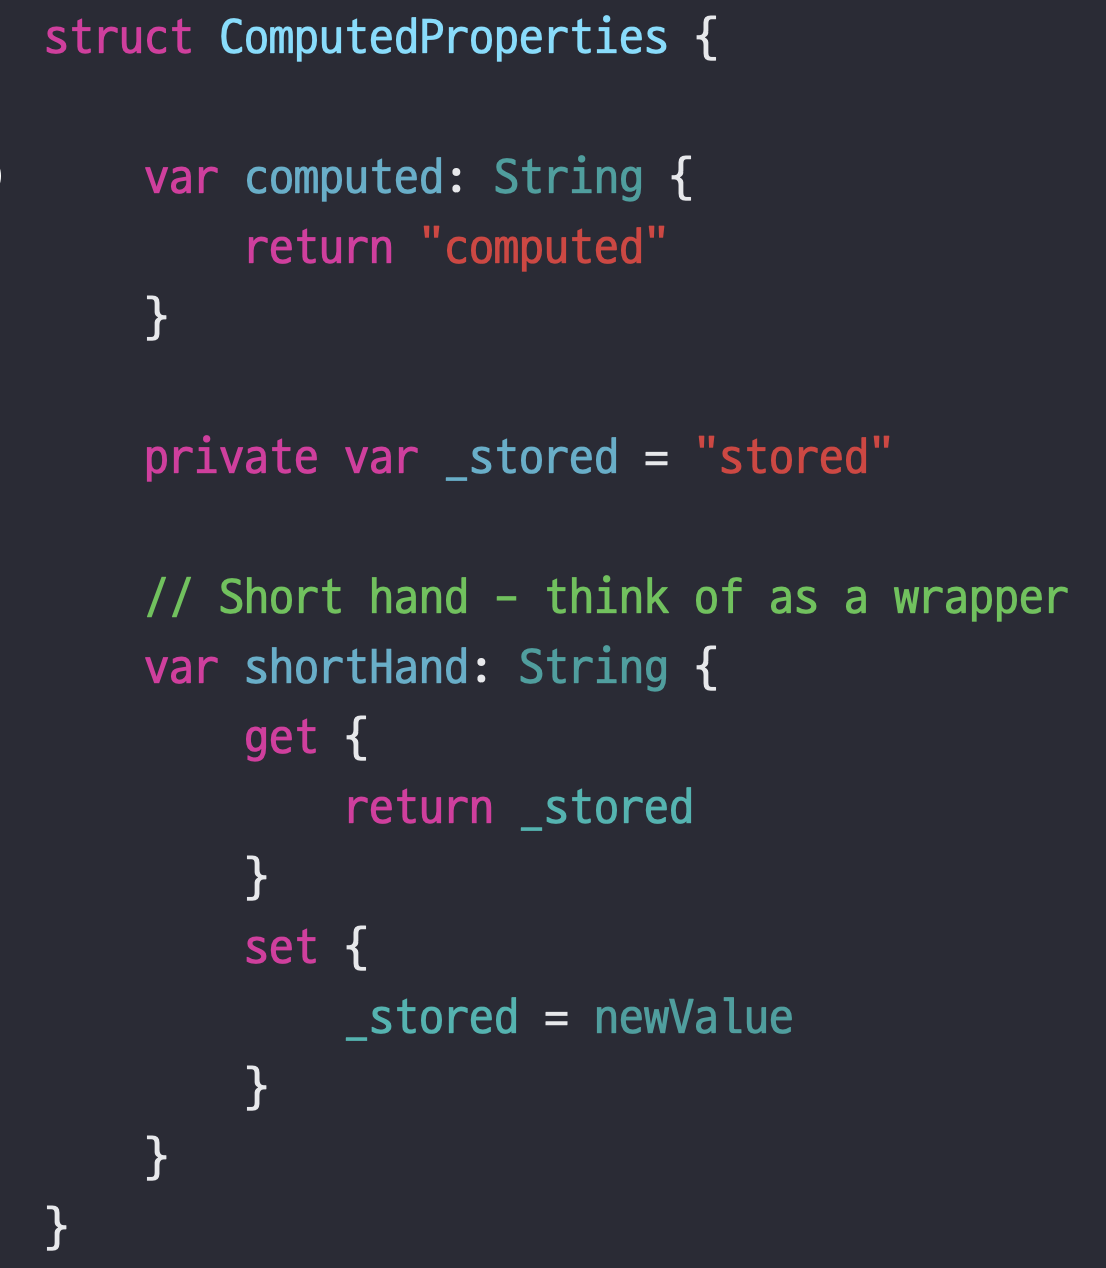 struct ComputedProperties {
var computed: String {
return "computed"
}
private var _stored = "stored"
// Short hand – think of as a wrapper
var shortHand: String {
get {
return _stored
}
set {
_stored = newValue
}
}
}